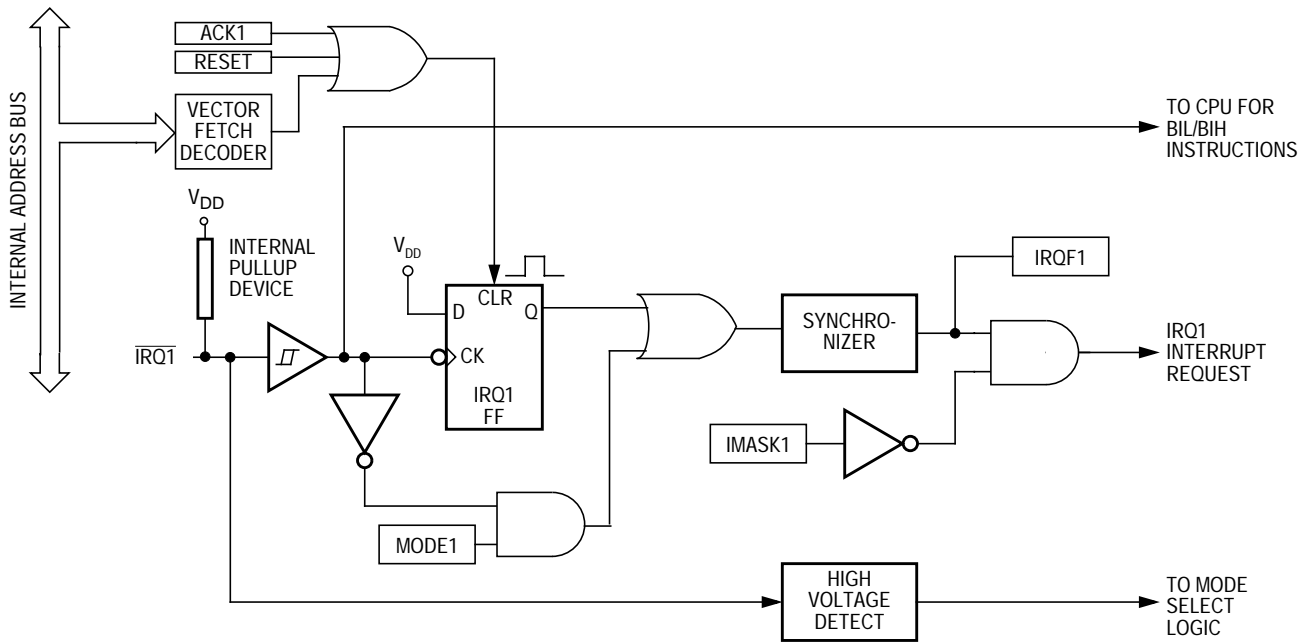 INTERNAL ADDRESS BUS
ACK1
RESET
VECTOR
FETCH
DECODER
TO CPU FOR
BIL/BIH
INSTRUCTIONS
VDD
INTERNAL
PULLUP
DEVICE
VDD
CLR
D
Q
CK
IRQ1
FF
IRQ1
SYNCHRO-
NIZER
IRQF1
IRQ1
INTERRUPT
REQUEST
IMASK1
MODE1
HIGH
VOLTAGE
DETECT
TO MODE
SELECT
LOGIC